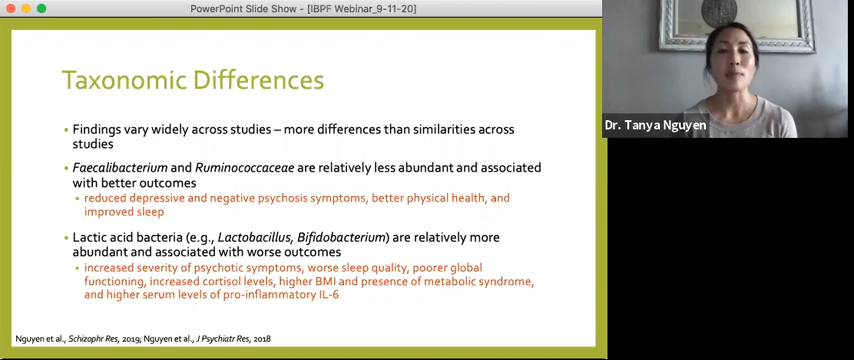 PowerPoint Slide Show - [IBPF Webinar_9-11-20]
Taxonomic Differences
• Findings vary widely across studies – more differences than similarities across
studies
• Faecalibacterium and Ruminococcaceae are relatively less abundant and associated
with better outcomes
• reduced depressive and negative psychosis symptoms, better physical health, and
improved sleep
• Lactic acid bacteria (e.g., Lactobacillus, Bifidobacterium) are relatively more
abundant and associated with worse outcomes
• increased severity of psychotic symptoms, worse sleep quality, poorer global
functioning, increased cortisol levels, higher BMI and presence of metabolic syndrome,
and higher serum levels of pro-inflammatory IL-6
Nguyen et al., Schizophr Res, 2019; Nguyen et al., J Psychiatr Res, 2018
Dr. Tanya Nguyen